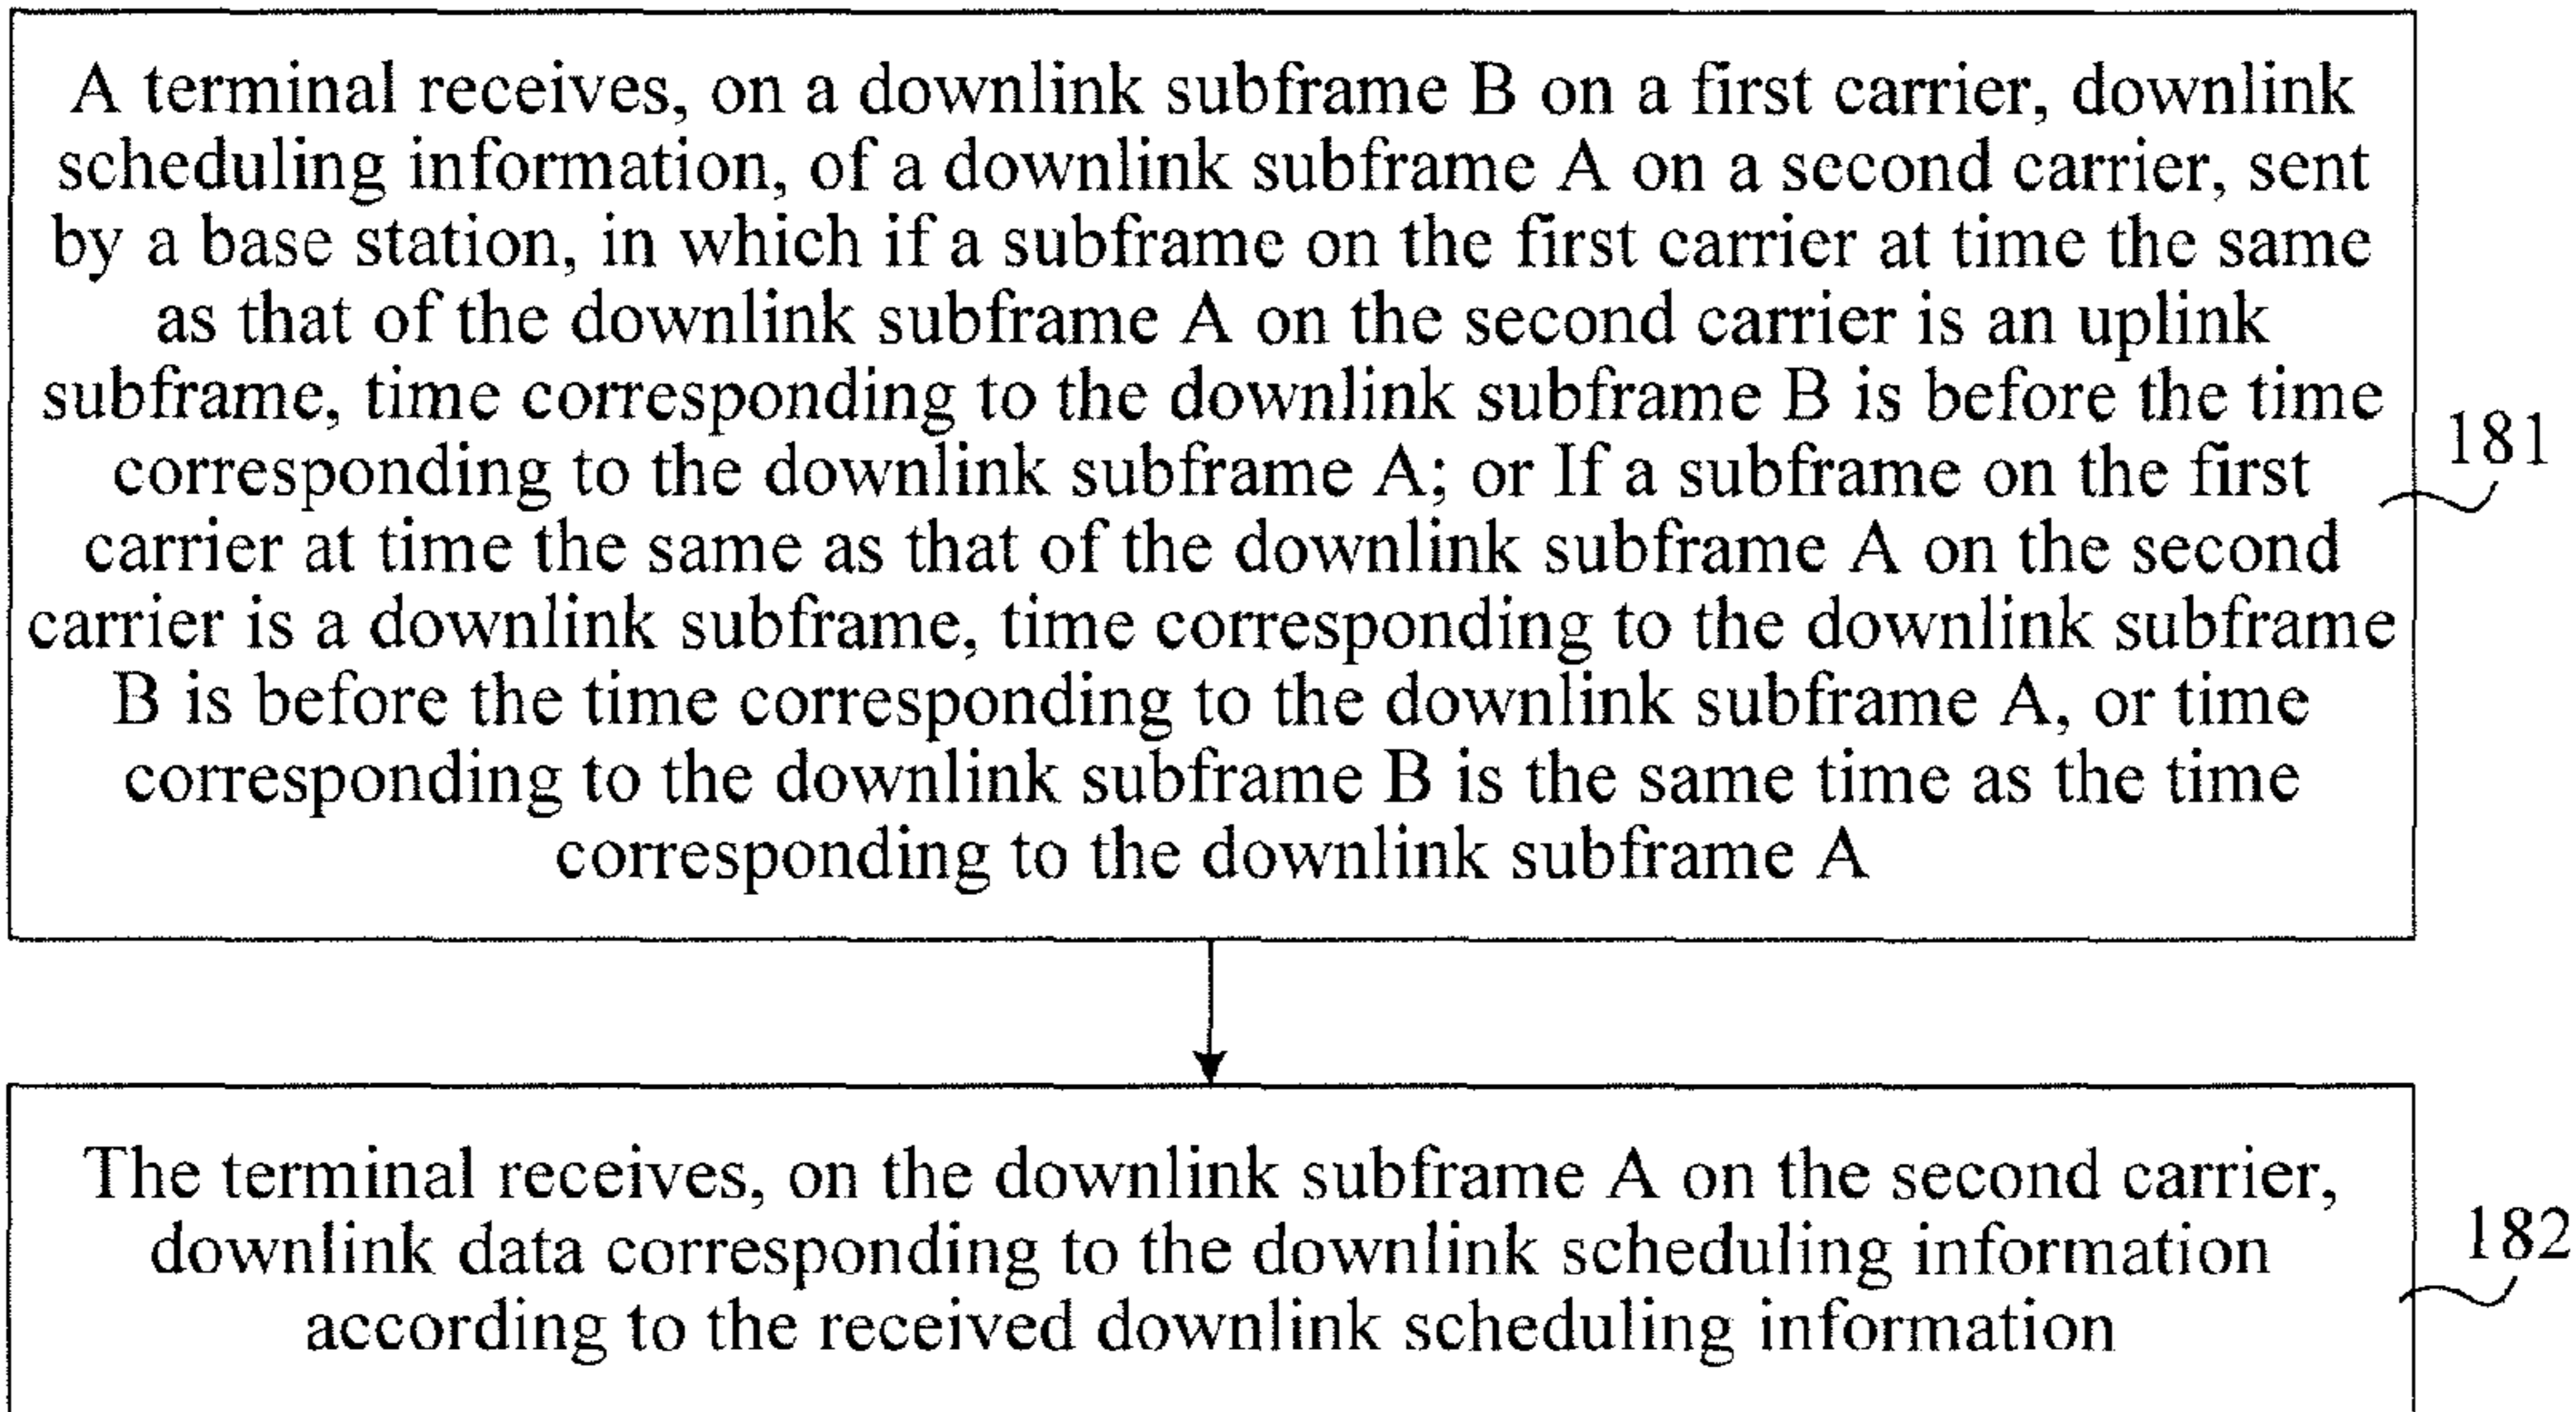 A terminal receives, on a downlink subframe B on a first carrier, downlink
scheduling information, of a downlink subframe A on a second carrier, sent
by a base station, in which if a subframe on the first carrier at time the same
as that of the downlink subframe A on the second carrier is an uplink
subframe, time corresponding to the downlink subframe B is before the time
corresponding to the downlink subframe A; or If a subframe on the first
carrier at time the same as that of the downlink subframe A on the second
carrier is a downlink subframe, time corresponding to the downlink subframe
B is before the time corresponding to the downlink subframe A, or time
corresponding to the downlink subframe B is the same time as the time
corresponding to the downlink subframe A
181
The terminal receives, on the downlink subframe A on the second carrier,
downlink data corresponding to the downlink scheduling information
according to the received downlink scheduling information
182